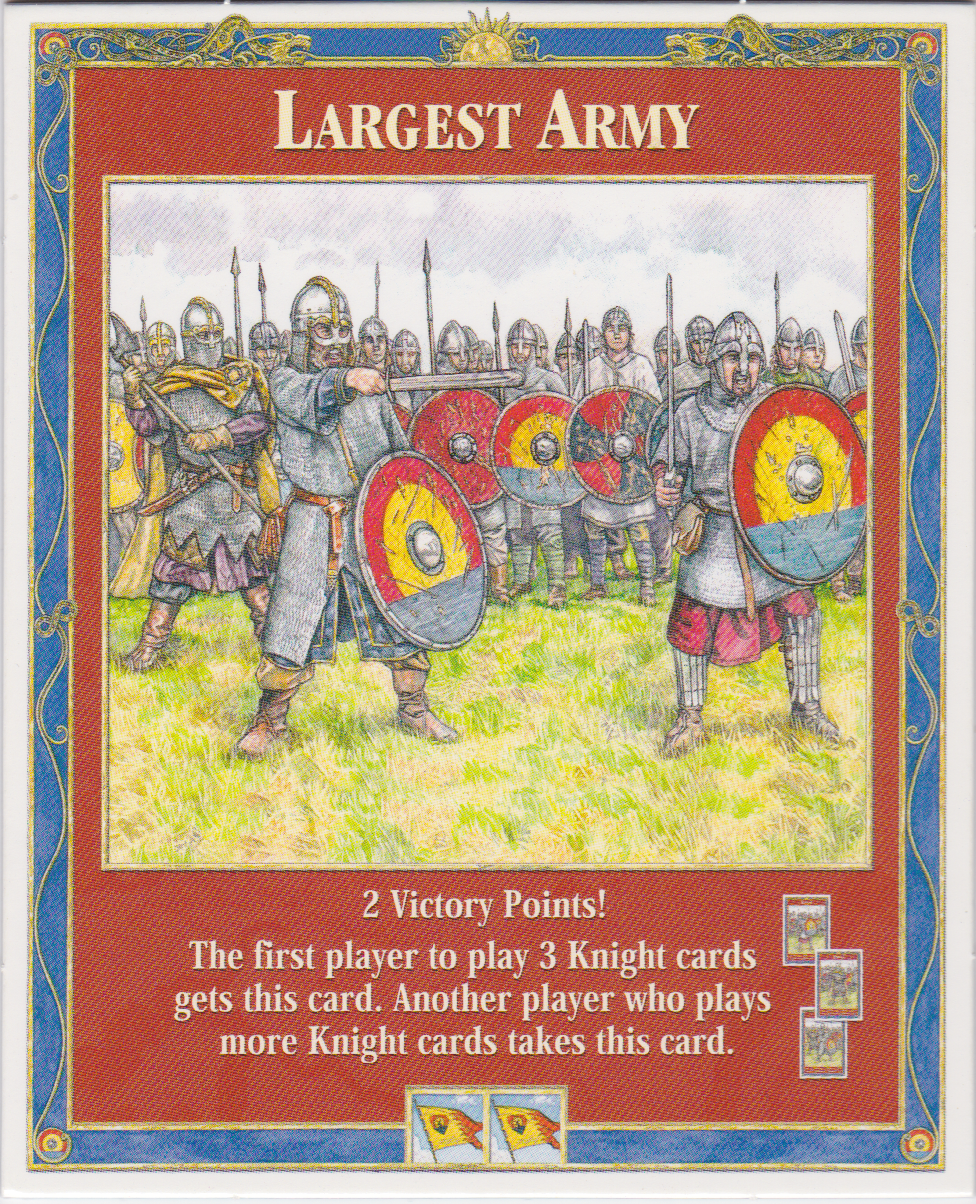 LARGEST ARMY
2 Victory Points!
The first player to play 3 Knight cards
gets this card. Another player who plays
more Knight cards takes this card.